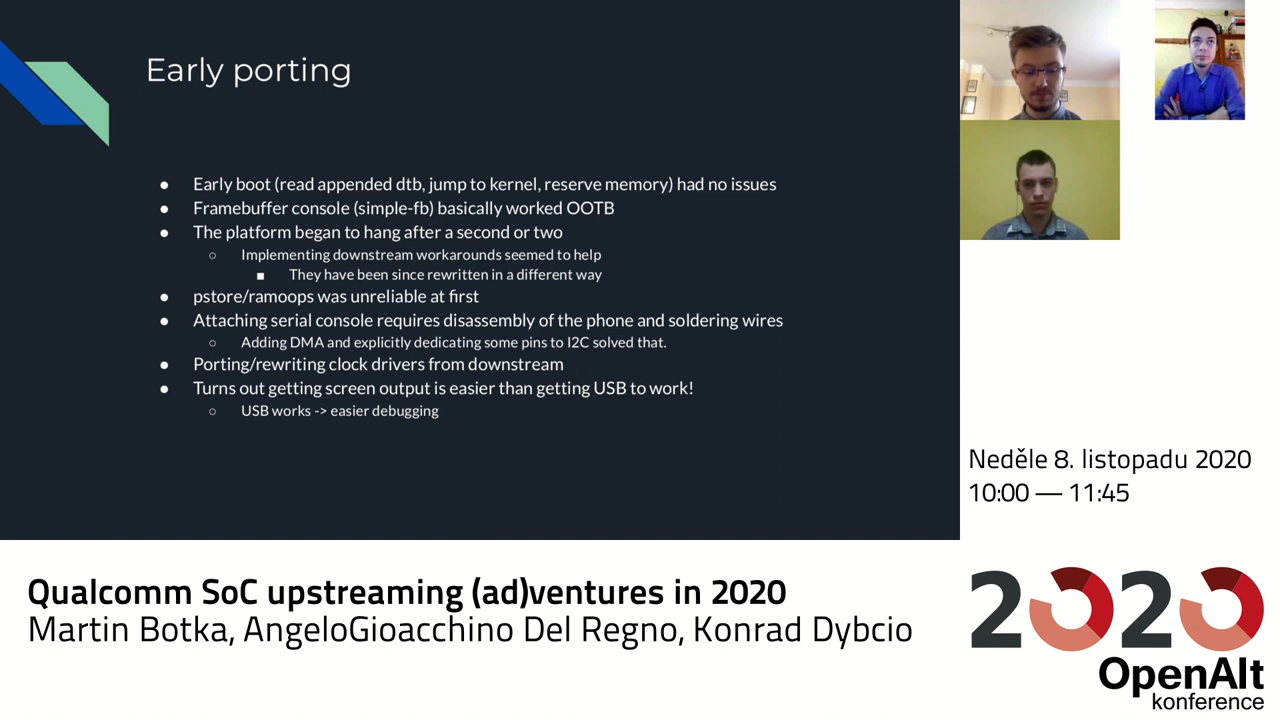 Early porting
● Early boot (read appended dtb, jump to kernel, reserve memory) had no issues
● Framebuffer console (simple-fb) basically worked OOTB
● The platform began to hang after a second or two
○ Implementing downstream workarounds seemed to help
■ They have been since rewritten in a different way
● pstore/ramoops was unreliable at first
● Attaching serial console requires disassembly of the phone and soldering wires
○ Adding DMA and explicitly dedicating some pins to I2C solved that.
● Porting/rewriting clock drivers from downstream
● Turns out getting screen output is easier than getting USB to work!
○ USB works -> easier debugging
Neděle 8. listopadu 2020
10:00 — 11:45
Qualcomm SoC upstreaming (ad)ventures in 2020
Martin Botka, AngeloGioacchino Del Regno, Konrad Dybcio
2020
OpenAlt
konference